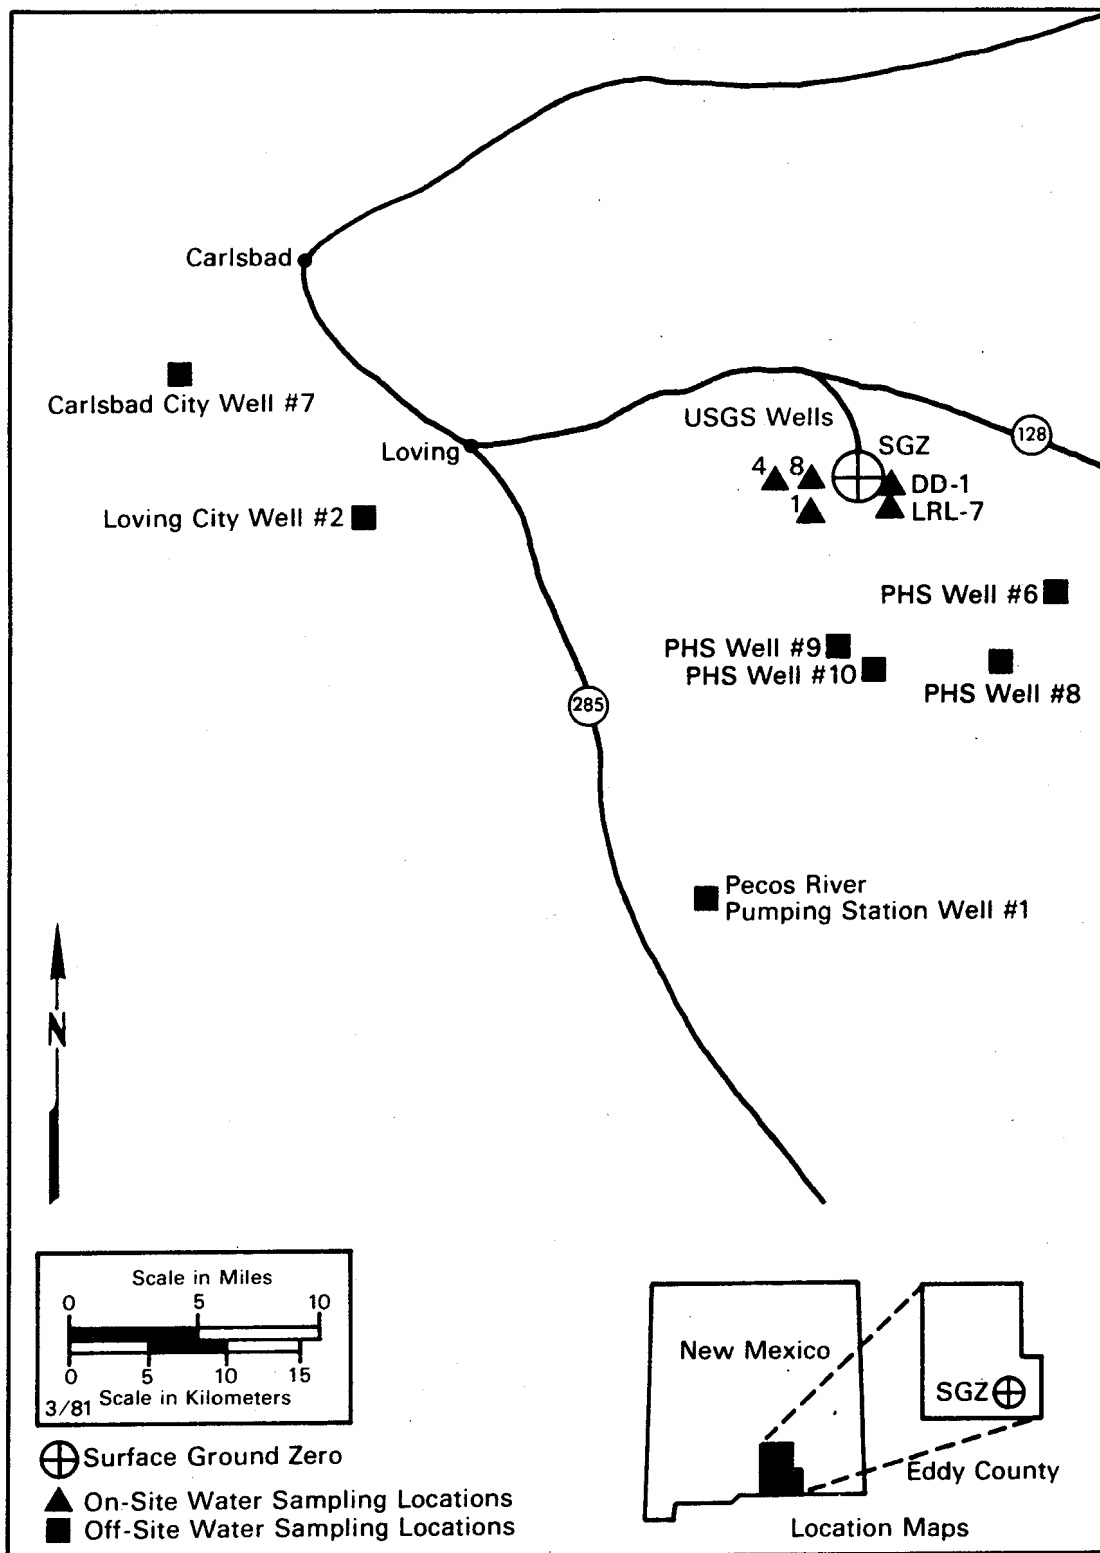 Carlsbad
Carlsbad City Well #7
USGS Wells
128
Loving
SGZ
4
8
DD-1
1
LRL-7
Loving City Well #2
PHS Well #6
PHS Well #9
PHS Well #10
PHS Well #8
285
Pecos River
Pumping Station Well #1
N
Scale in Miles
0 5 10
0 5 10 15
Scale in Kilometers
3/81
New Mexico
SGZ
Eddy County
Location Maps
Surface Ground Zero
On-Site Water Sampling Locations
Off-Site Water Sampling Locations